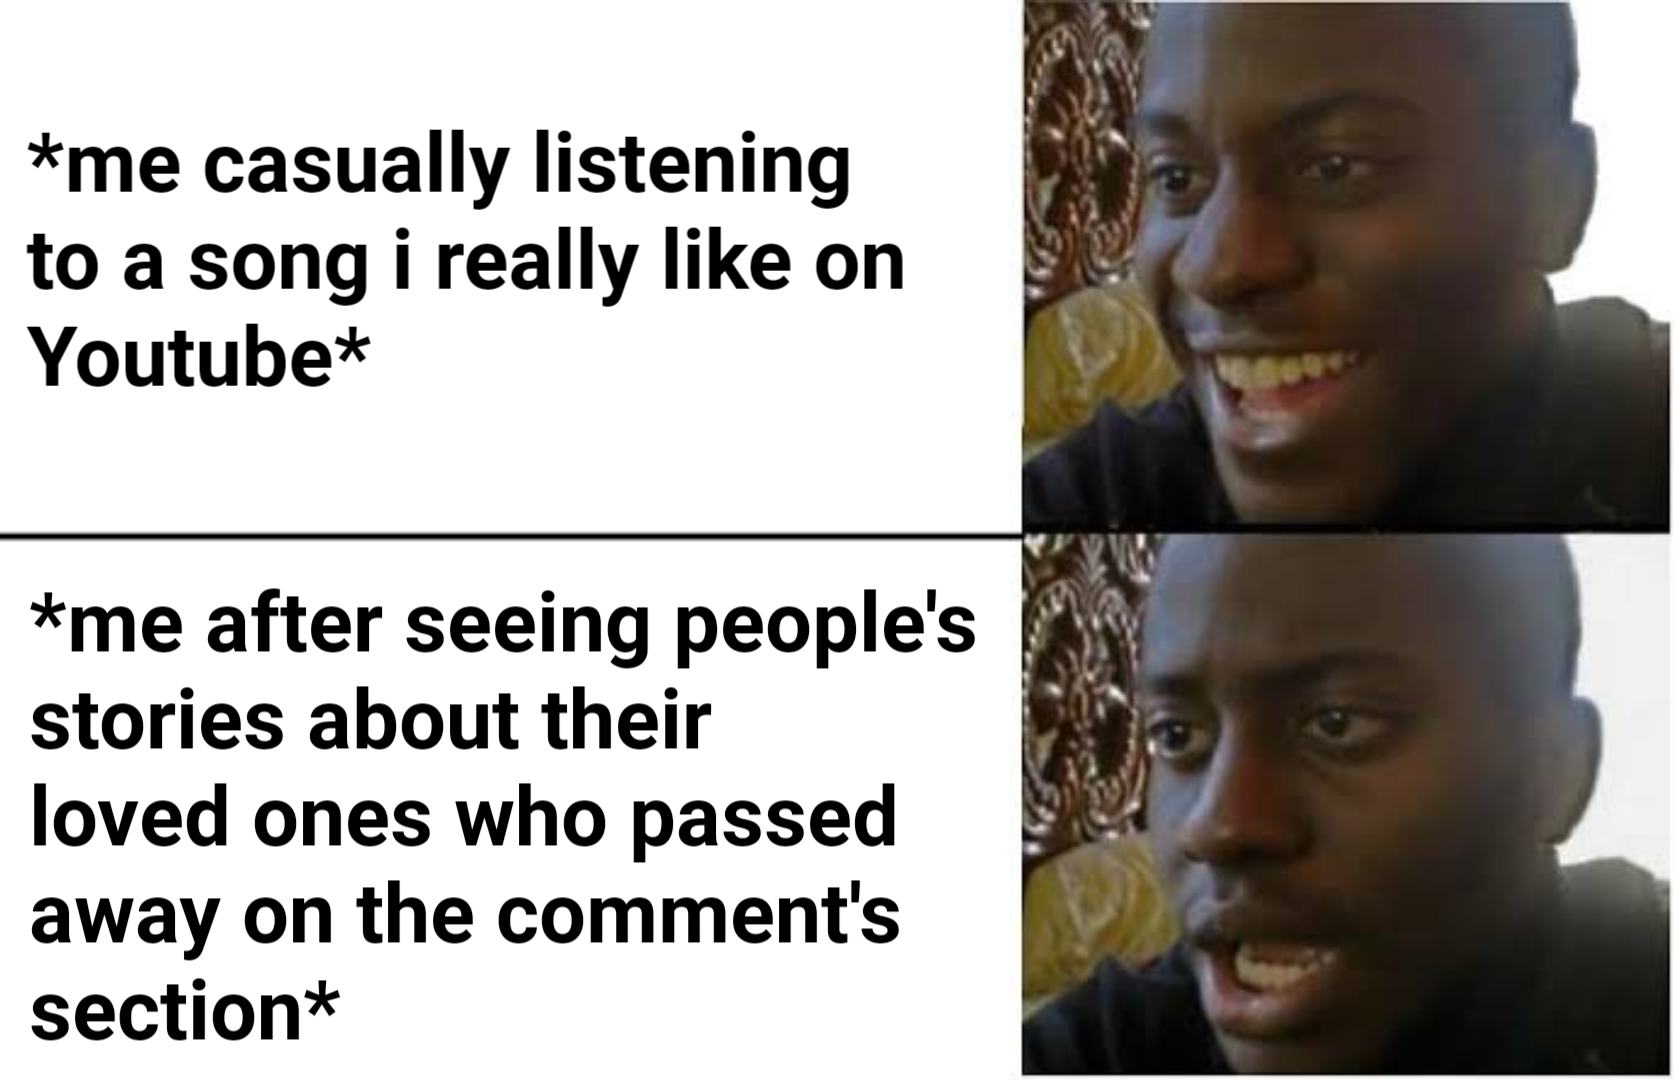 *me casually listening
to a song i really like on
Youtube*
*me after seeing people's
stories about their
loved ones who passed
away on the comment's
section*